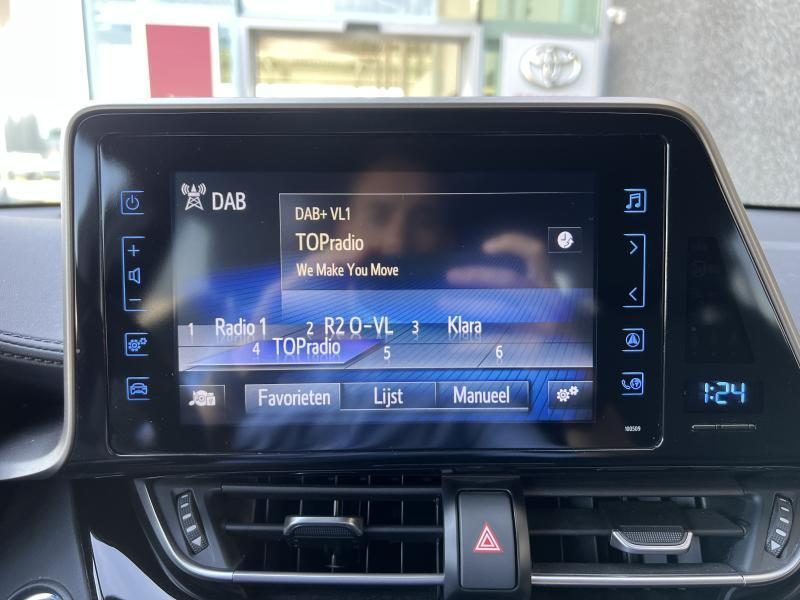 DAB
DAB+ VL1
TOPradio
We Make You Move
1 Radio 1 2 R2 O-VL 3 Klara
4 TOPradio 5 6
Favorieten Lijst Manueel
100509
1:24